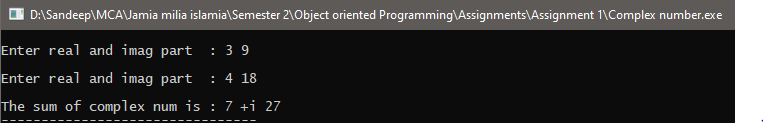 D:\Sandeep\MCA\Jamia milia islamia\Semester 2\Object oriented Programming\Assignments\Assignment 1\Complex number.exe
Enter real and imag part  : 3 9
Enter real and imag part  : 4 18
The sum of complex num is : 7 +i 27
--------------------------------